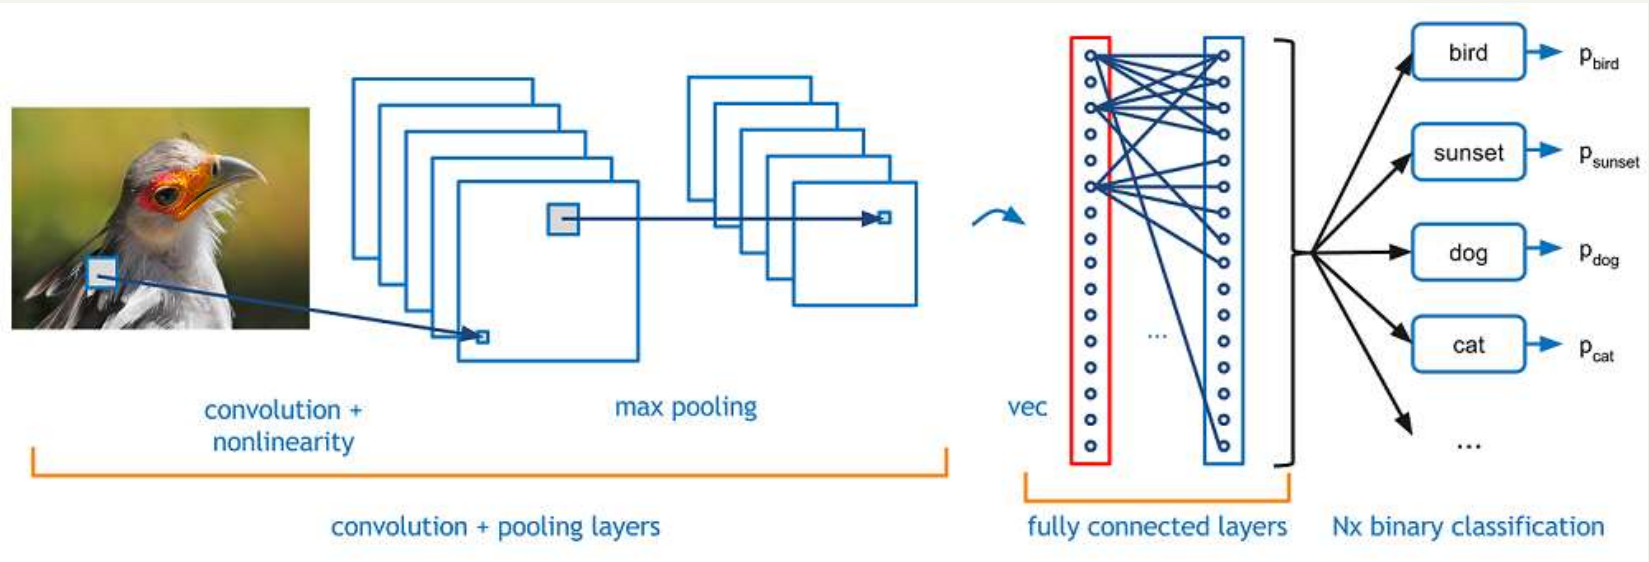 convolution +
nonlinearity
max pooling
vec
...
bird
p_bird
sunset
p_sunset
dog
p_dog
cat
p_cat
...
convolution + pooling layers
fully connected layers
Nx binary classification